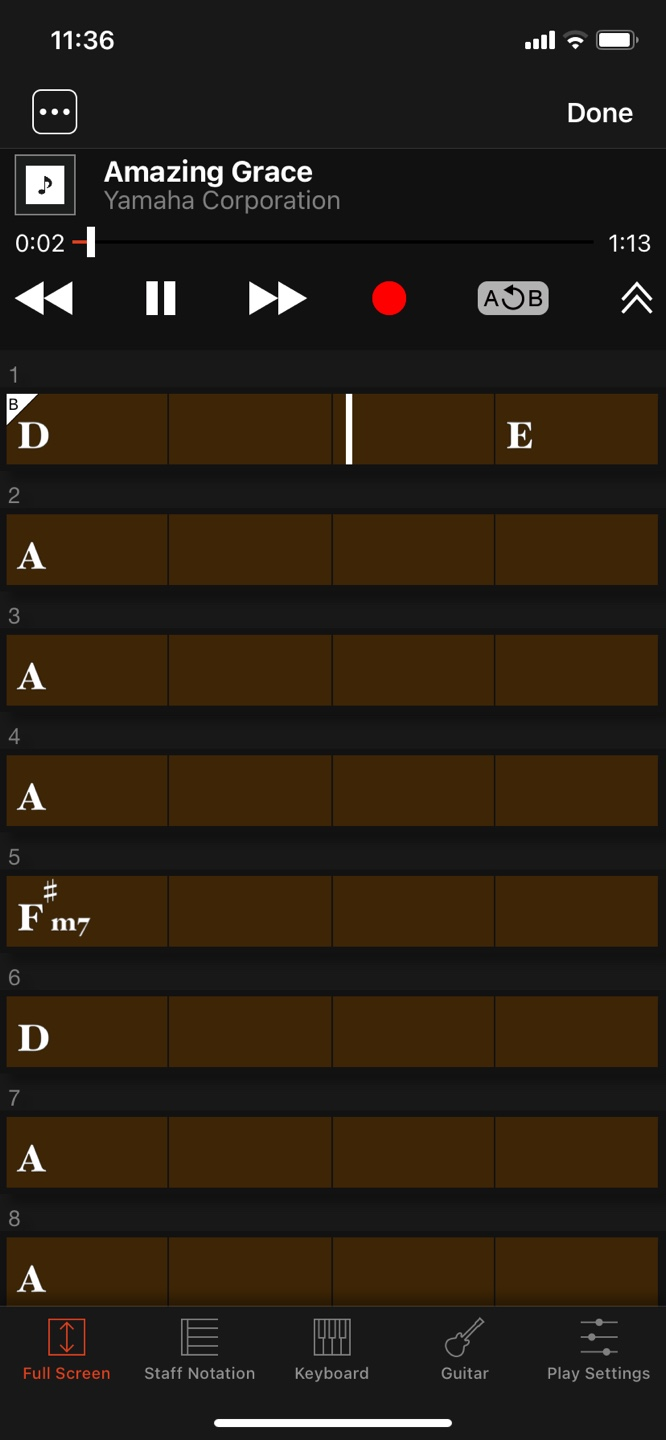 11:36
Done
Amazing Grace
Yamaha Corporation
0:02
1:13
A B
1
B
D E
2
A
3
A
4
A
5
F♯m7
6
D
7
A
8
A
Full Screen Staff Notation Keyboard Guitar Play Settings